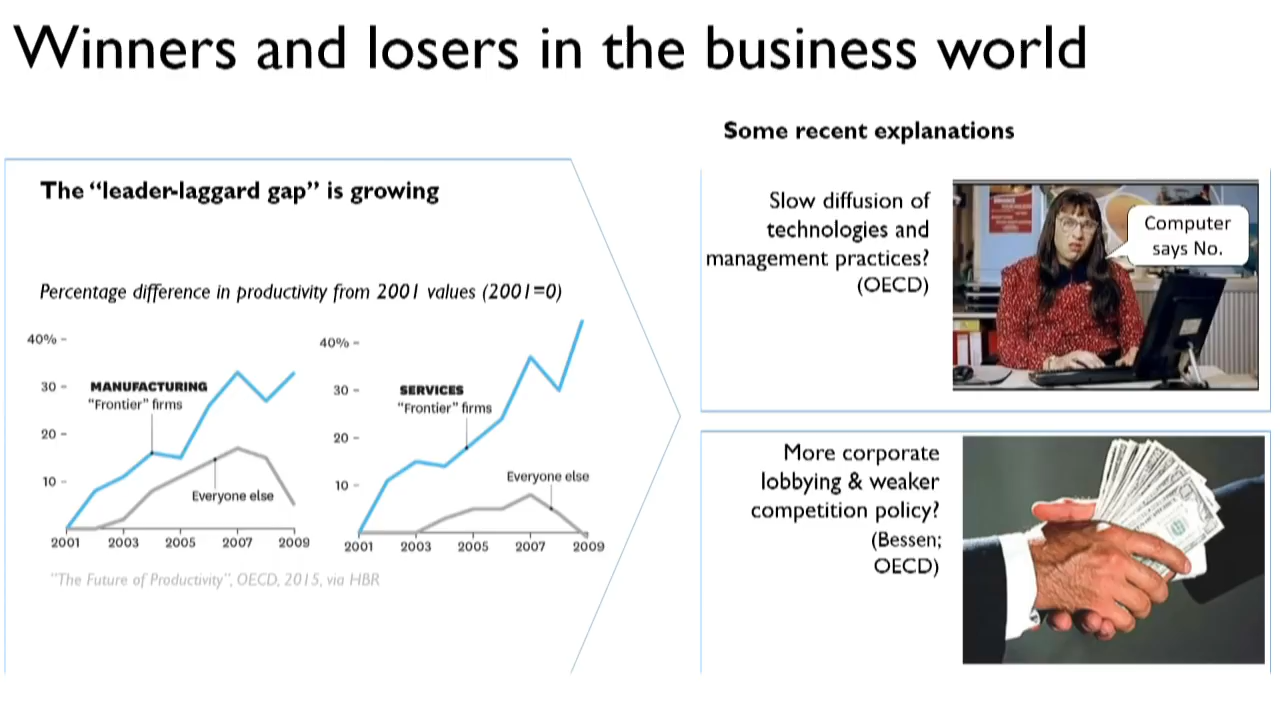 Winners and losers in the business world
The “leader-laggard gap” is growing
Percentage difference in productivity from 2001 values (2001=0)
40%
30
20
10
MANUFACTURING
“Frontier” firms
Everyone else
2001 2003 2005 2007 2009
40%
30
20
10
SERVICES
“Frontier” firms
Everyone else
2001 2003 2005 2007 2009
“The Future of Productivity”, OECD, 2015, via HBR
Some recent explanations
Slow diffusion of
technologies and
management practices?
(OECD)
Computer
says No.
More corporate
lobbying & weaker
competition policy?
(Bessen;
OECD)